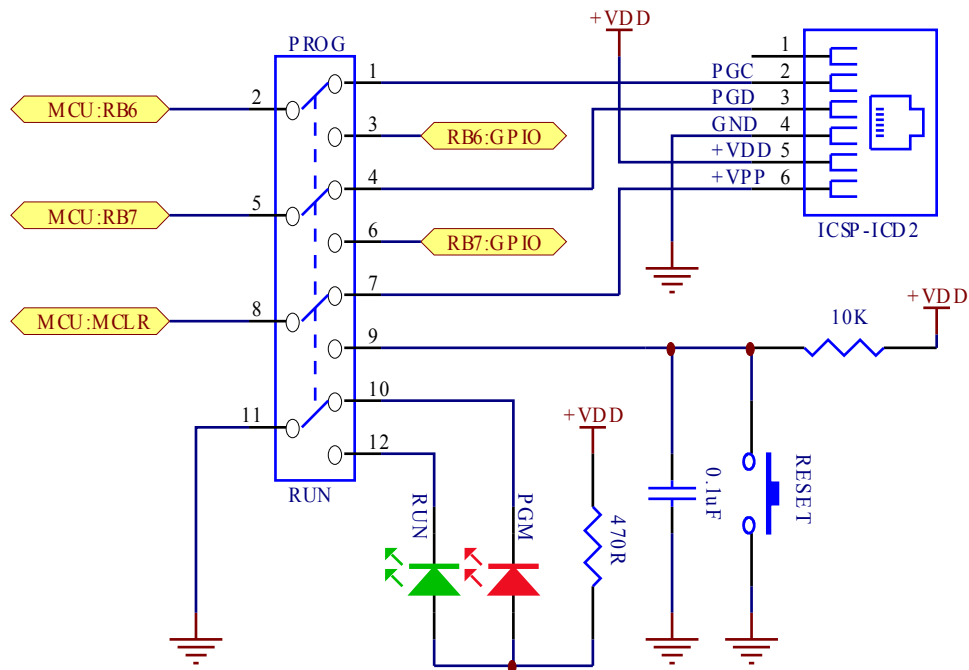 +VDD
PROG
1
1
PGC
2
2
MCU:RB6
PGD
3
3
RB6:GPIO
GND
4
4
+VDD
5
MCU:RB7
5
+VPP
6
6
RB7:GPIO
ICSP-ICD2
7
MCU:MCLR
8
+VDD
10K
9
10
11
+VDD
12
RUN
RUN
PGM
470R
0.1uF
RESET